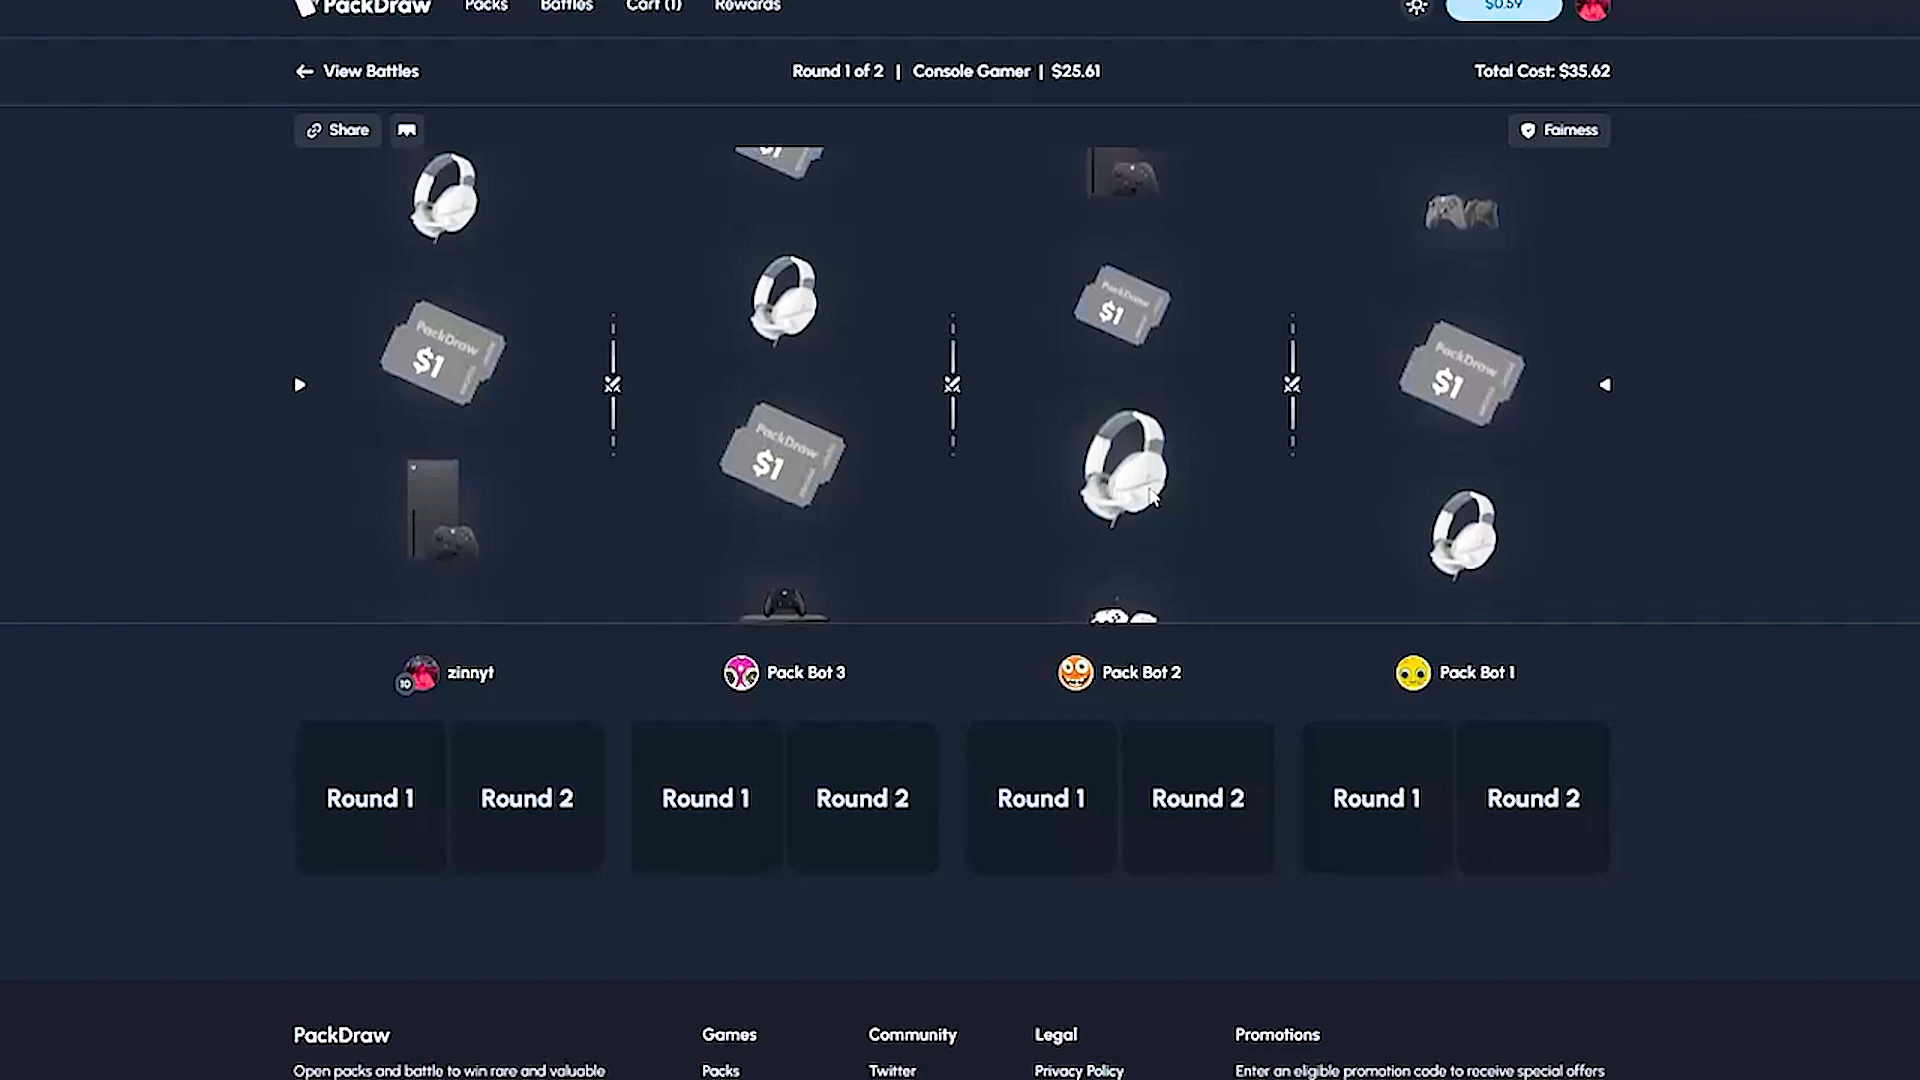 PackDraw Packs Battles Cart (1) Rewards $0.59
View Battles Round 1 of 2 | Console Gamer | $25.61 Total Cost: $35.62
Share Fairness
$1
PackDraw
$1
PackDraw
$1
PackDraw
$1
PackDraw
$1
zinnyt Pack Bot 3 Pack Bot 2 Pack Bot 1
10
Round 1 Round 2 Round 1 Round 2 Round 1 Round 2 Round 1 Round 2
PackDraw Games Community Legal Promotions
Open packs and battle to win rare and valuable Packs Twitter Privacy Policy Enter an eligible promotion code to receive special offers